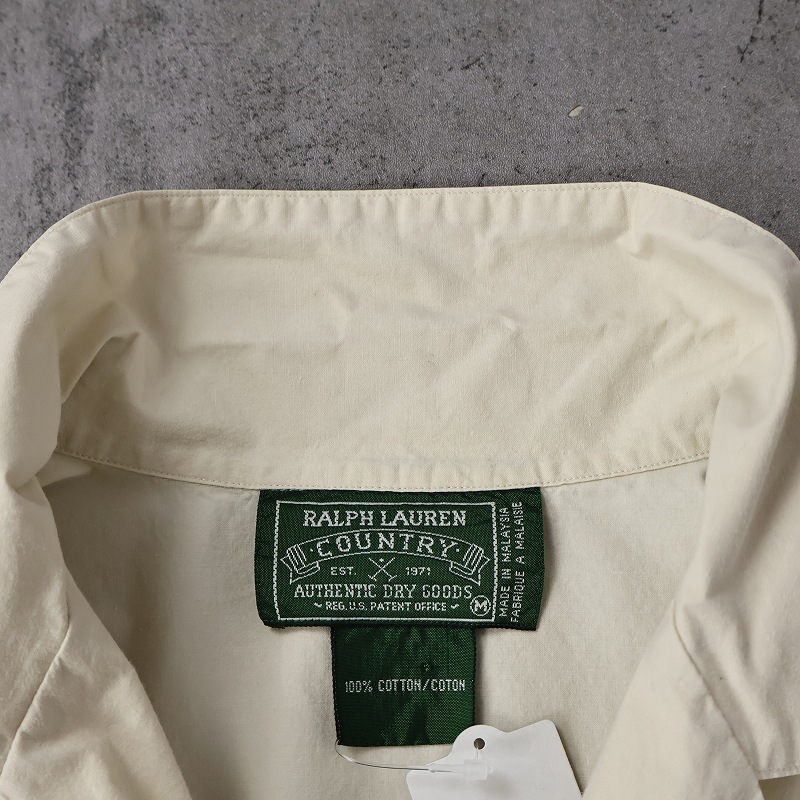 RALPH LAUREN
COUNTRY
EST. 1971
AUTHENTIC DRY GOODS
REG. U.S. PATENT OFFICE
M
MADE IN MALAYSIA
FABRIQUE A MALAISIE
100% COTTON/COTON